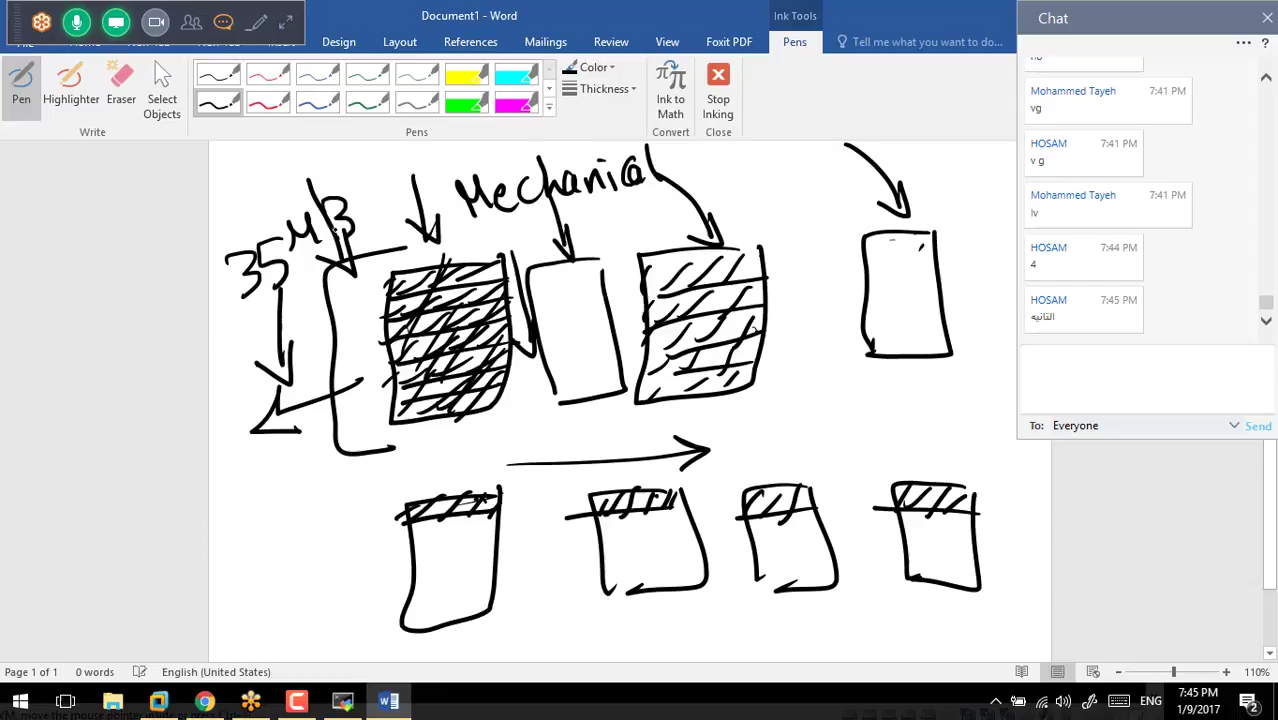 Document1 - Word
Ink Tools
Chat
Design
Layout
References
Mailings
Review
View
Foxit PDF
Pens
Tell me what you want to do...
Pen
Highlighter
Eraser
Select Objects
Color
Thickness
Ink to Math
Stop Inking
Write
Pens
Convert
Close
Mohammed Tayeh 7:41 PM
vg
HOSAM 7:41 PM
v g
Mohammed Tayeh 7:41 PM
lv
HOSAM 7:44 PM
4
HOSAM 7:45 PM
الثانيه
To: Everyone
Send
Mechanical
35 MB
Page 1 of 1
0 words
English (United States)
110%
ENG
7:45 PM
1/9/2017
2